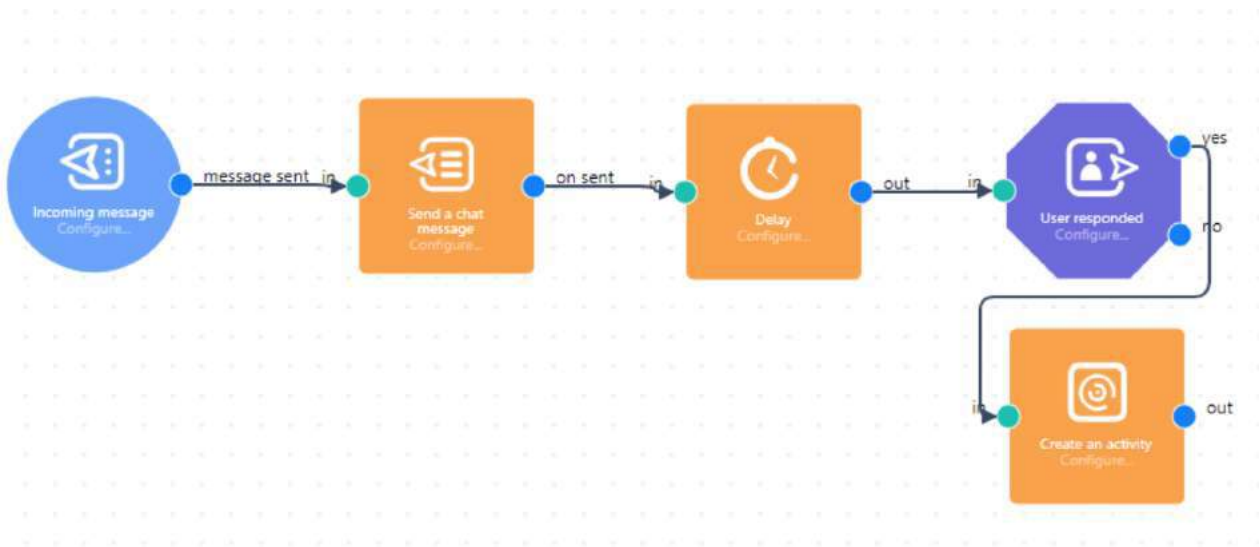 yes
message sent
in
on sent
in
out
in
Incoming message
Configure...
Send a chat
message
Configure...
Delay
Configure...
User responded
Configure...
no
in
out
Create an activity
Configure...